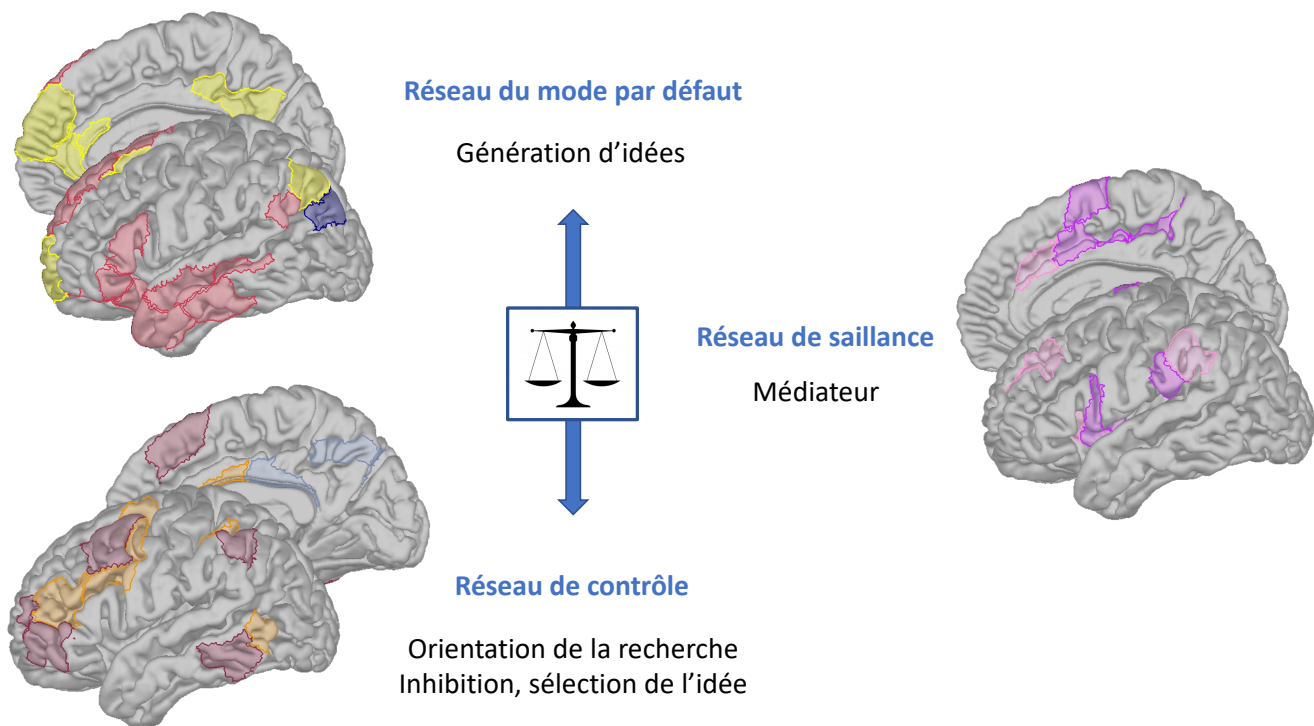 Réseau du mode par défaut
Génération d’idées
Réseau de saillance
Médiateur
Réseau de contrôle
Orientation de la recherche
Inhibition, sélection de l’idée